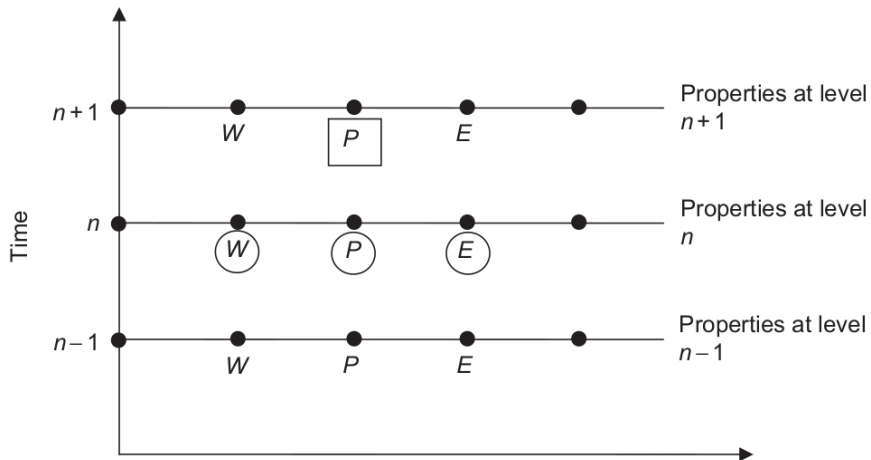 n + 1
W
P
E
Properties at level
n + 1
Time
n
W
P
E
Properties at level
n
n − 1
W
P
E
Properties at level
n − 1